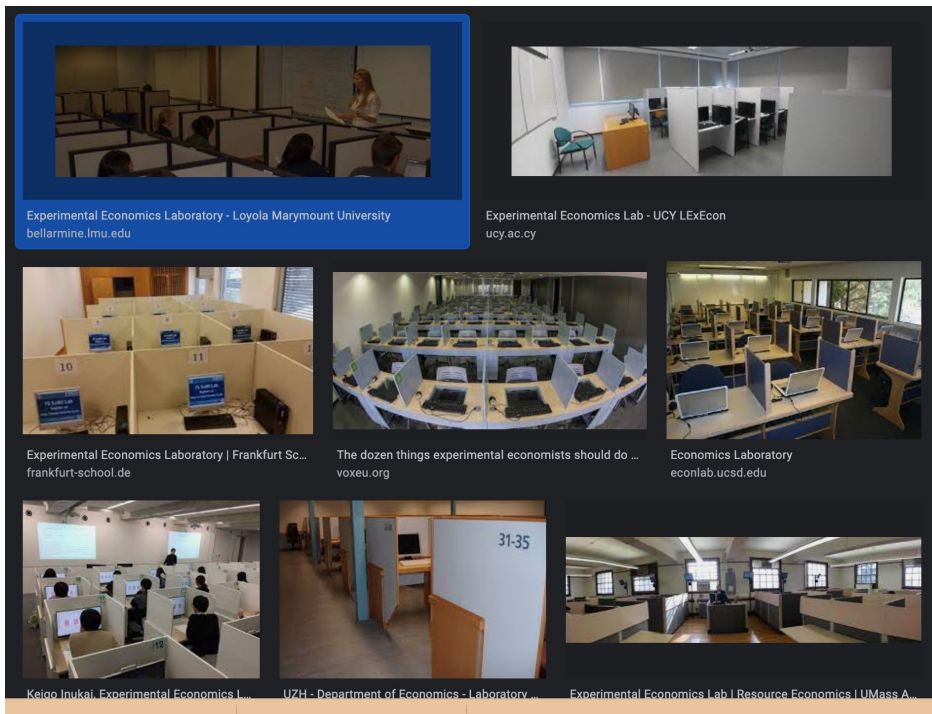 Experimental Economics Laboratory - Loyola Marymount University
bellarmine.lmu.edu
Experimental Economics Lab - UCY LExEcon
ucy.ac.cy
10
11
Experimental Economics Laboratory | Frankfurt Sc...
frankfurt-school.de
The dozen things experimental economists should do ...
voxeu.org
Economics Laboratory
econlab.ucsd.edu
12
31-35
Keigo Inukai, Experimental Economics L...
UZH - Department of Economics - Laboratory ...
Experimental Economics Lab | Resource Economics | UMass A...